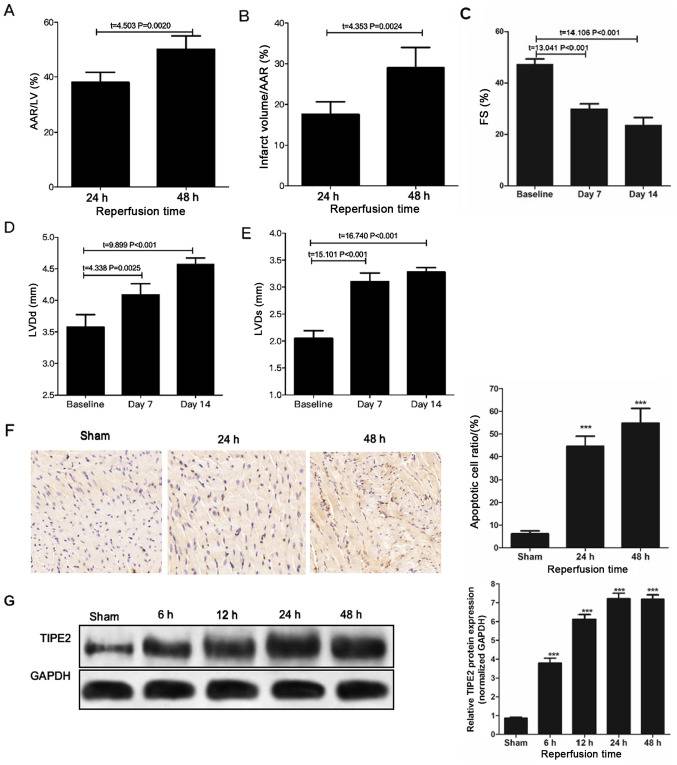 A
t=4.503 P=0.0020
AAR/LV (%)
60
40
20
0
24 h
48 h
Reperfusion time
B
t=4.353 P=0.0024
Infarct volume/AAR (%)
40
30
20
10
0
24 h
48 h
Reperfusion time
C
t=14.106 P<0.001
t=13.041 P<0.001
FS (%)
60
40
20
0
Baseline
Day 7
Day 14
D
t=9.899 P<0.001
t=4.338 P=0.0025
LVDd (mm)
5.0
4.5
4.0
3.5
3.0
2.5
Baseline
Day 7
Day 14
E
t=16.740 P<0.001
t=15.101 P<0.001
LVDs (mm)
4.0
3.5
3.0
2.5
2.0
1.5
1.0
Baseline
Day 7
Day 14
F
Sham
24 h
48 h
Apoptotic cell ratio/(%)
70
60
50
40
30
20
10
0
***
***
Sham
24 h
48 h
Reperfusion time
G
Sham
6 h
12 h
24 h
48 h
TIPE2
GAPDH
Relative TIPE2 protein expression
(normalized GAPDH)
8
7
6
5
4
3
2
1
0
***
***
***
***
Sham
6 h
12 h
24 h
48 h
Reperfusion time